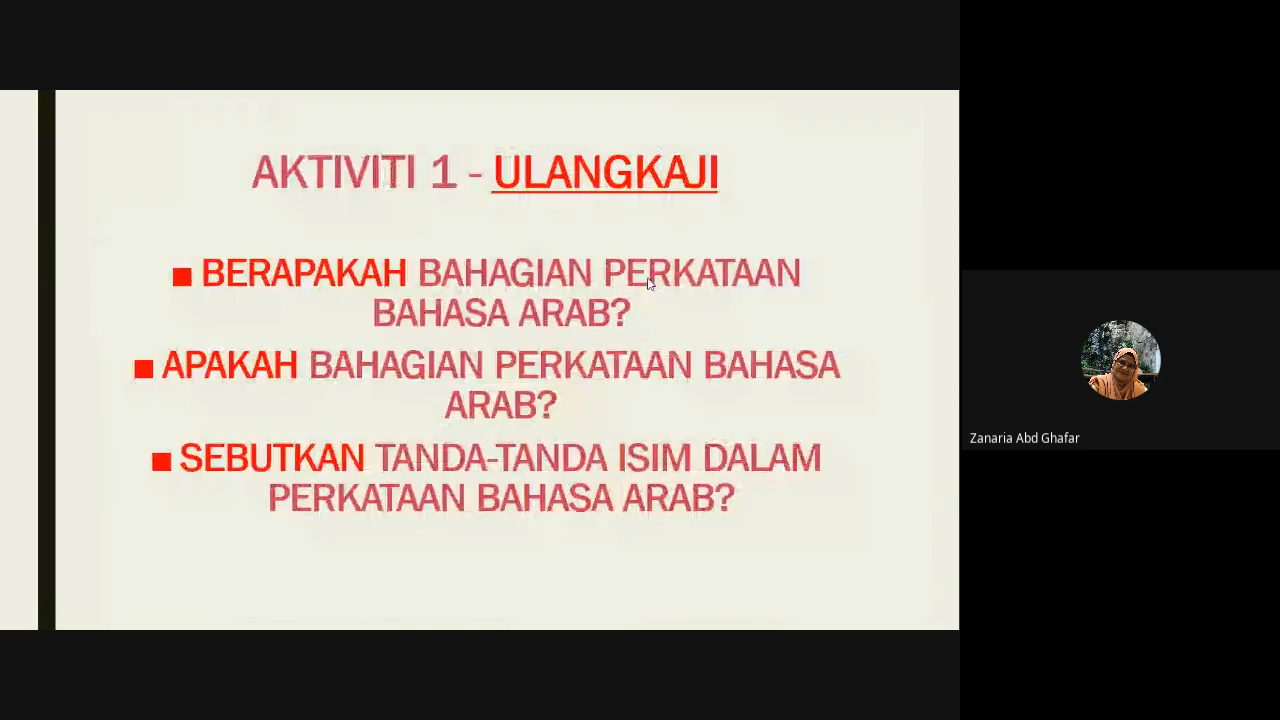 AKTIVITI 1 - ULANGKAJI
■ BERAPAKAH BAHAGIAN PERKATAAN
BAHASA ARAB?
■ APAKAH BAHAGIAN PERKATAAN BAHASA
ARAB?
■ SEBUTKAN TANDA-TANDA ISIM DALAM
PERKATAAN BAHASA ARAB?
Zanaria Abd Ghafar